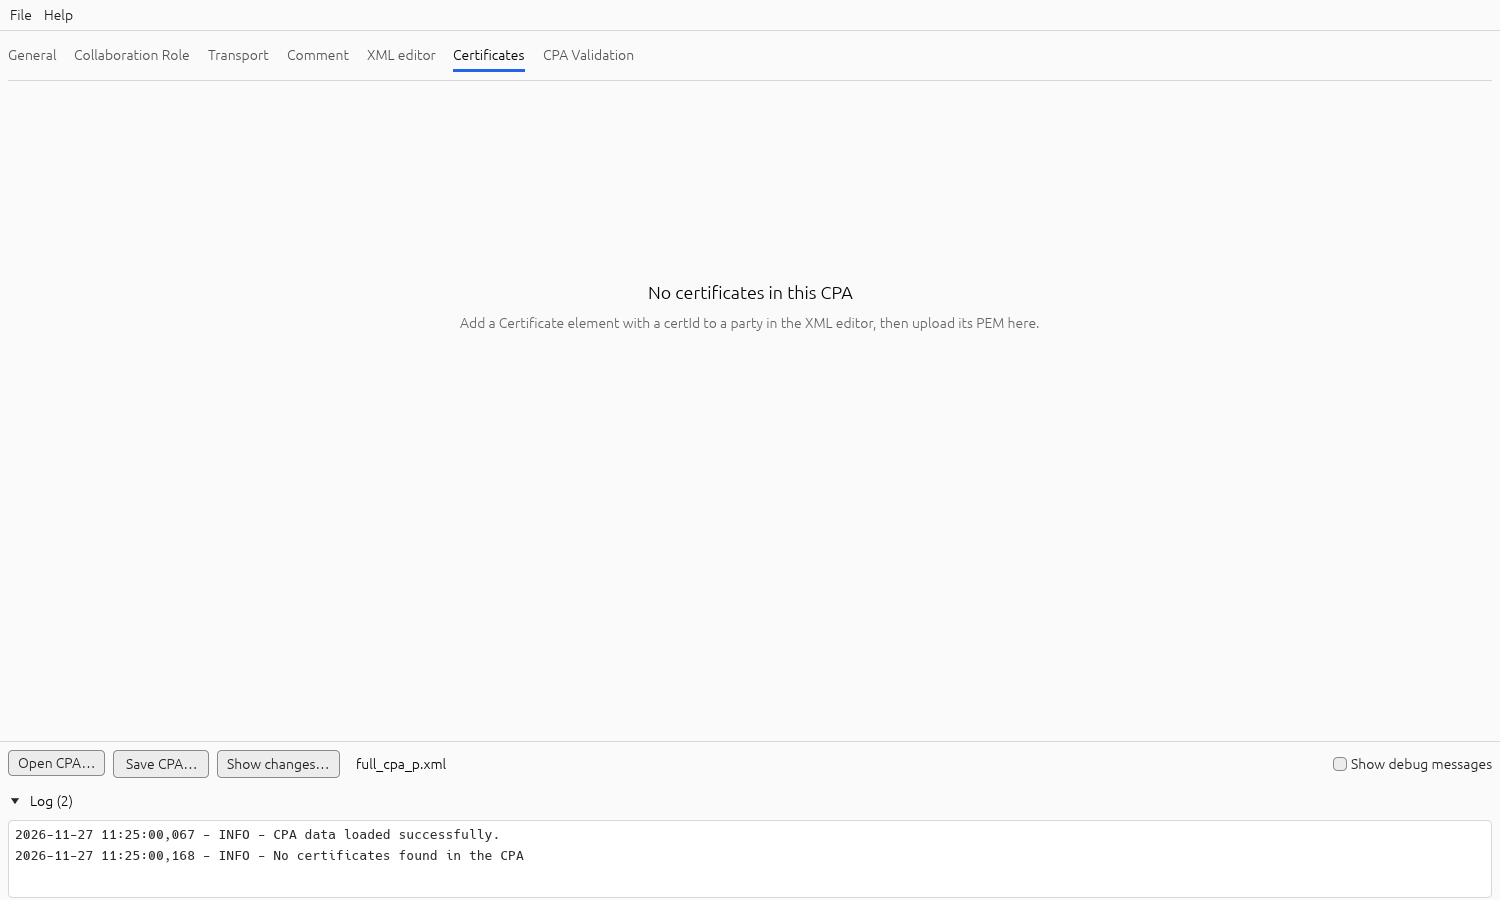 File Help
General Collaboration Role Transport Comment XML editor Certificates CPA Validation
No certificates in this CPA
Add a Certificate element with a certId to a party in the XML editor, then upload its PEM here.
Open CPA... Save CPA... Show changes... full_cpa_p.xml Show debug messages
Log (2)
2026-11-27 11:25:00,067 - INFO - CPA data loaded successfully.
2026-11-27 11:25:00,168 - INFO - No certificates found in the CPA